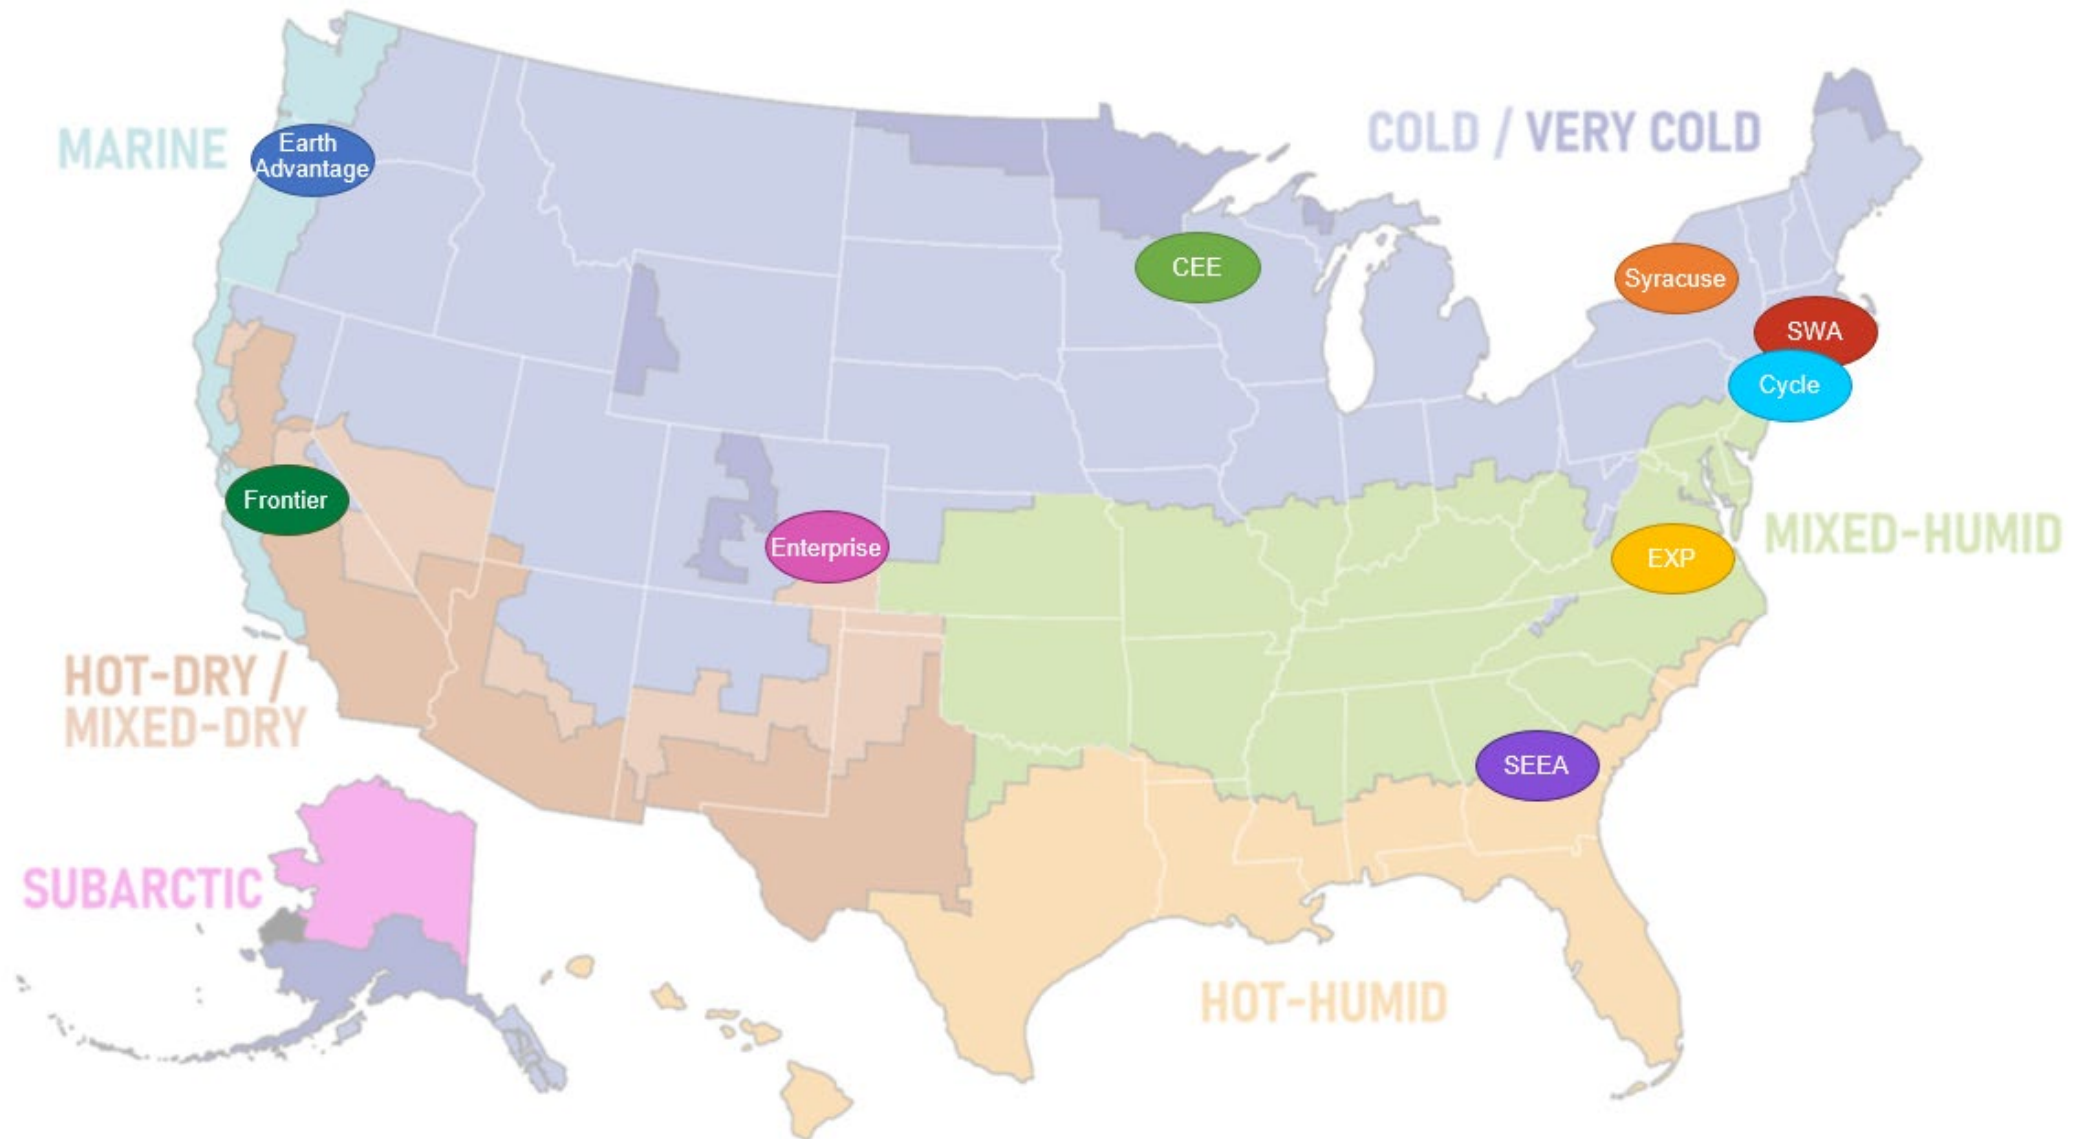 COLD / VERY COLD
MARINE
Earth
Advantage
CEE
Syracuse
SWA
Cycle
Frontier
Enterprise
EXP
MIXED-HUMID
HOT-DRY /
MIXED-DRY
SEEA
SUBARCTIC
HOT-HUMID